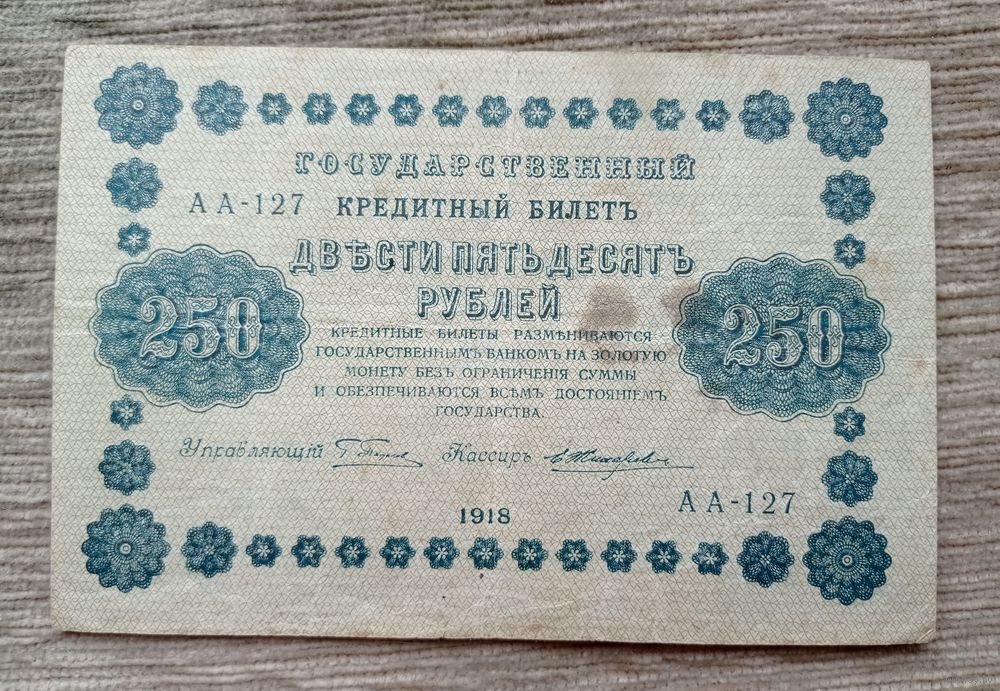 ГОСУДАРСТВЕННЫЙ
АА-127 КРЕДИТНЫЙ БИЛЕТЪ
ДВѢСТИ ПЯТЬДЕСЯТЪ
РУБЛЕЙ
250
250
КРЕДИТНЫЕ БИЛЕТЫ РАЗМѢНИВАЮТСЯ
ГОСУДАРСТВЕННЫМЪ БАНКОМЪ НА ЗОЛОТУЮ
МОНЕТУ БЕЗЪ ОГРАНИЧЕНІЯ СУММЫ
И ОБЕЗПЕЧИВАЮТСЯ ВСѢМЪ ДОСТОЯНІЕМЪ
ГОСУДАРСТВА.
Управляющій Кассиръ
АА-127
1918